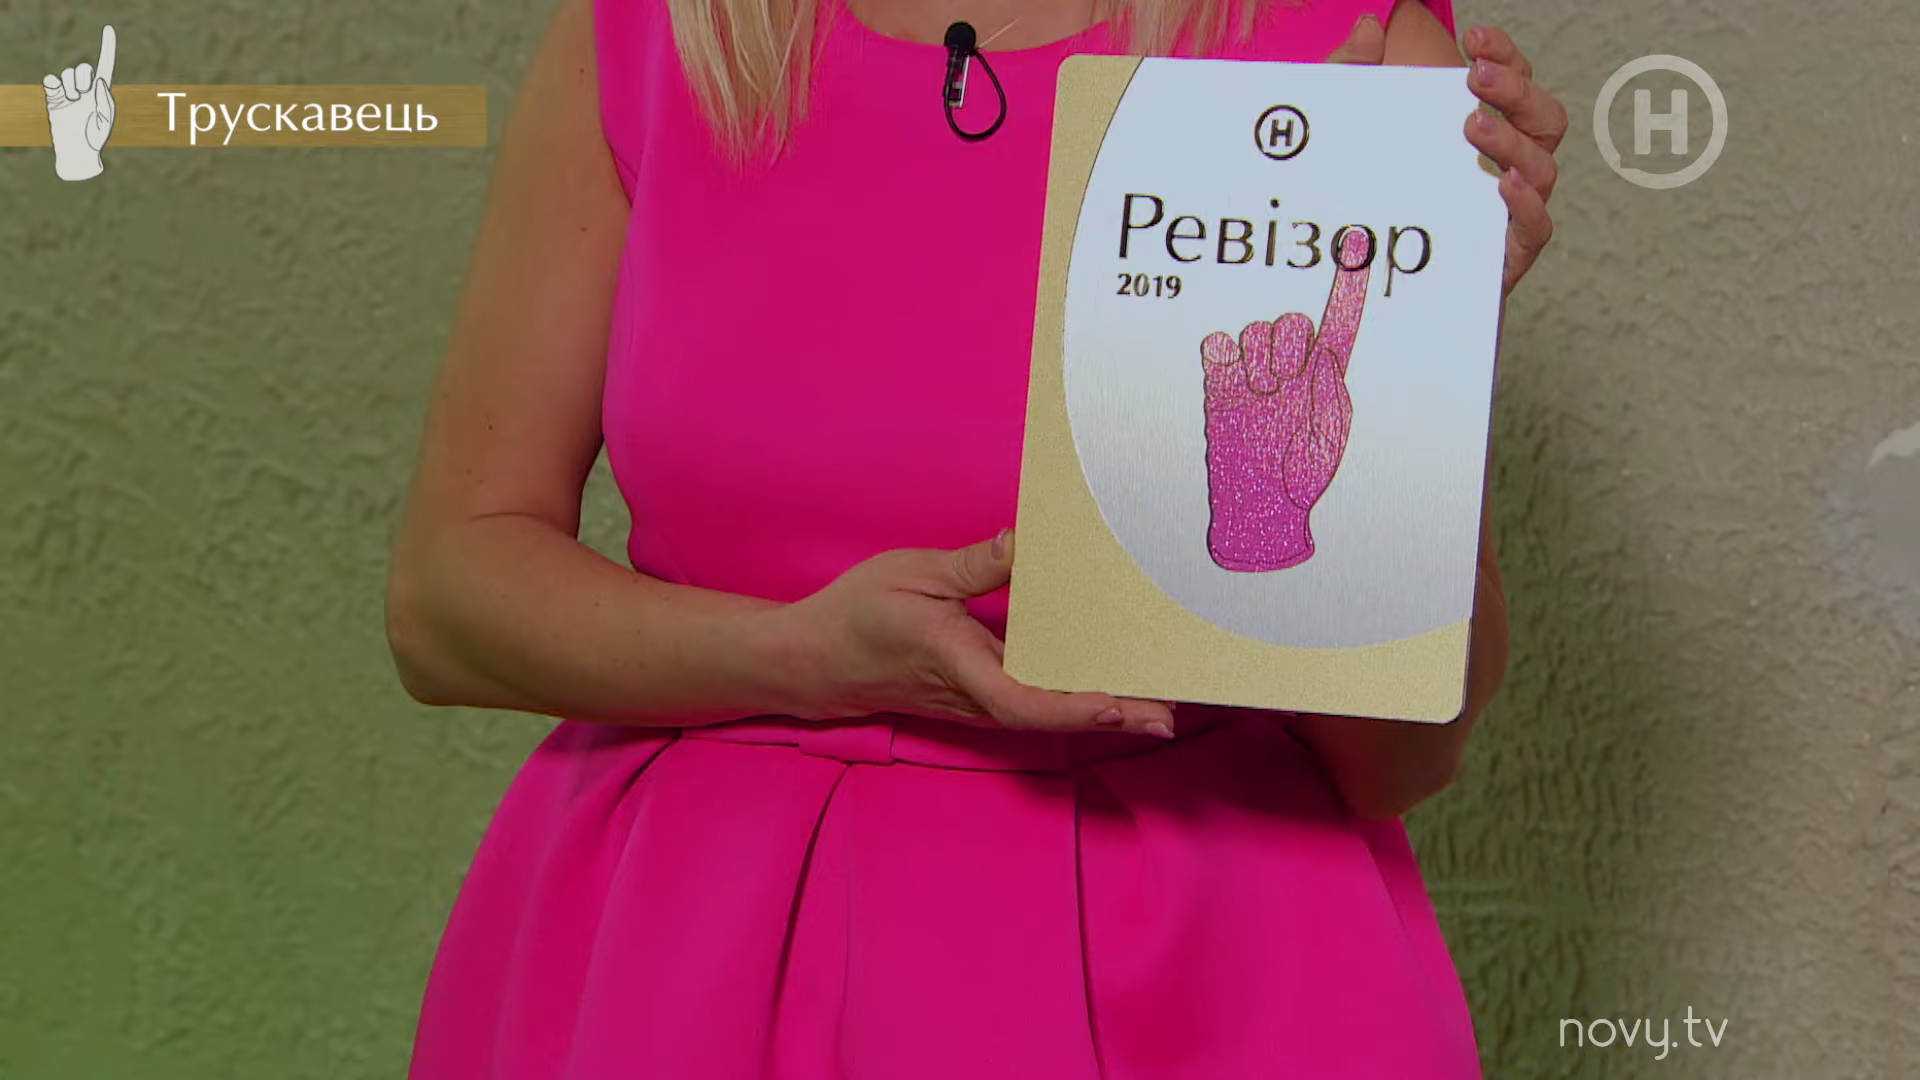 Трускавець
Н
Н
Ревізор
2019
novy.tv